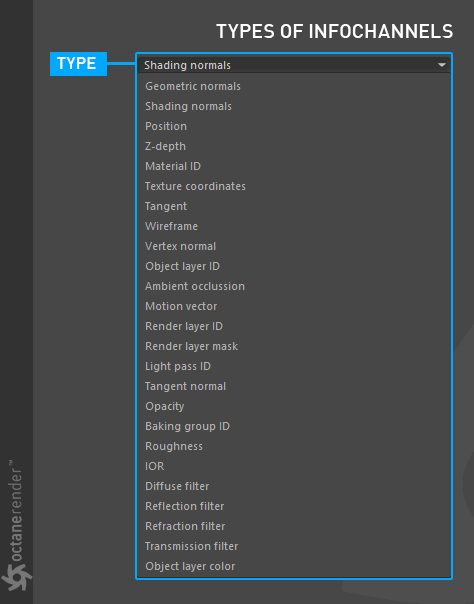 TYPES OF INFOCHANNELS
TYPE
Shading normals
Geometric normals
Shading normals
Position
Z-depth
Material ID
Texture coordinates
Tangent
Wireframe
Vertex normal
Object layer ID
Ambient occlussion
Motion vector
Render layer ID
Render layer mask
Light pass ID
Tangent normal
Opacity
Baking group ID
Roughness
IOR
Diffuse filter
Reflection filter
Refraction filter
Transmission filter
Object layer color
octanerender™